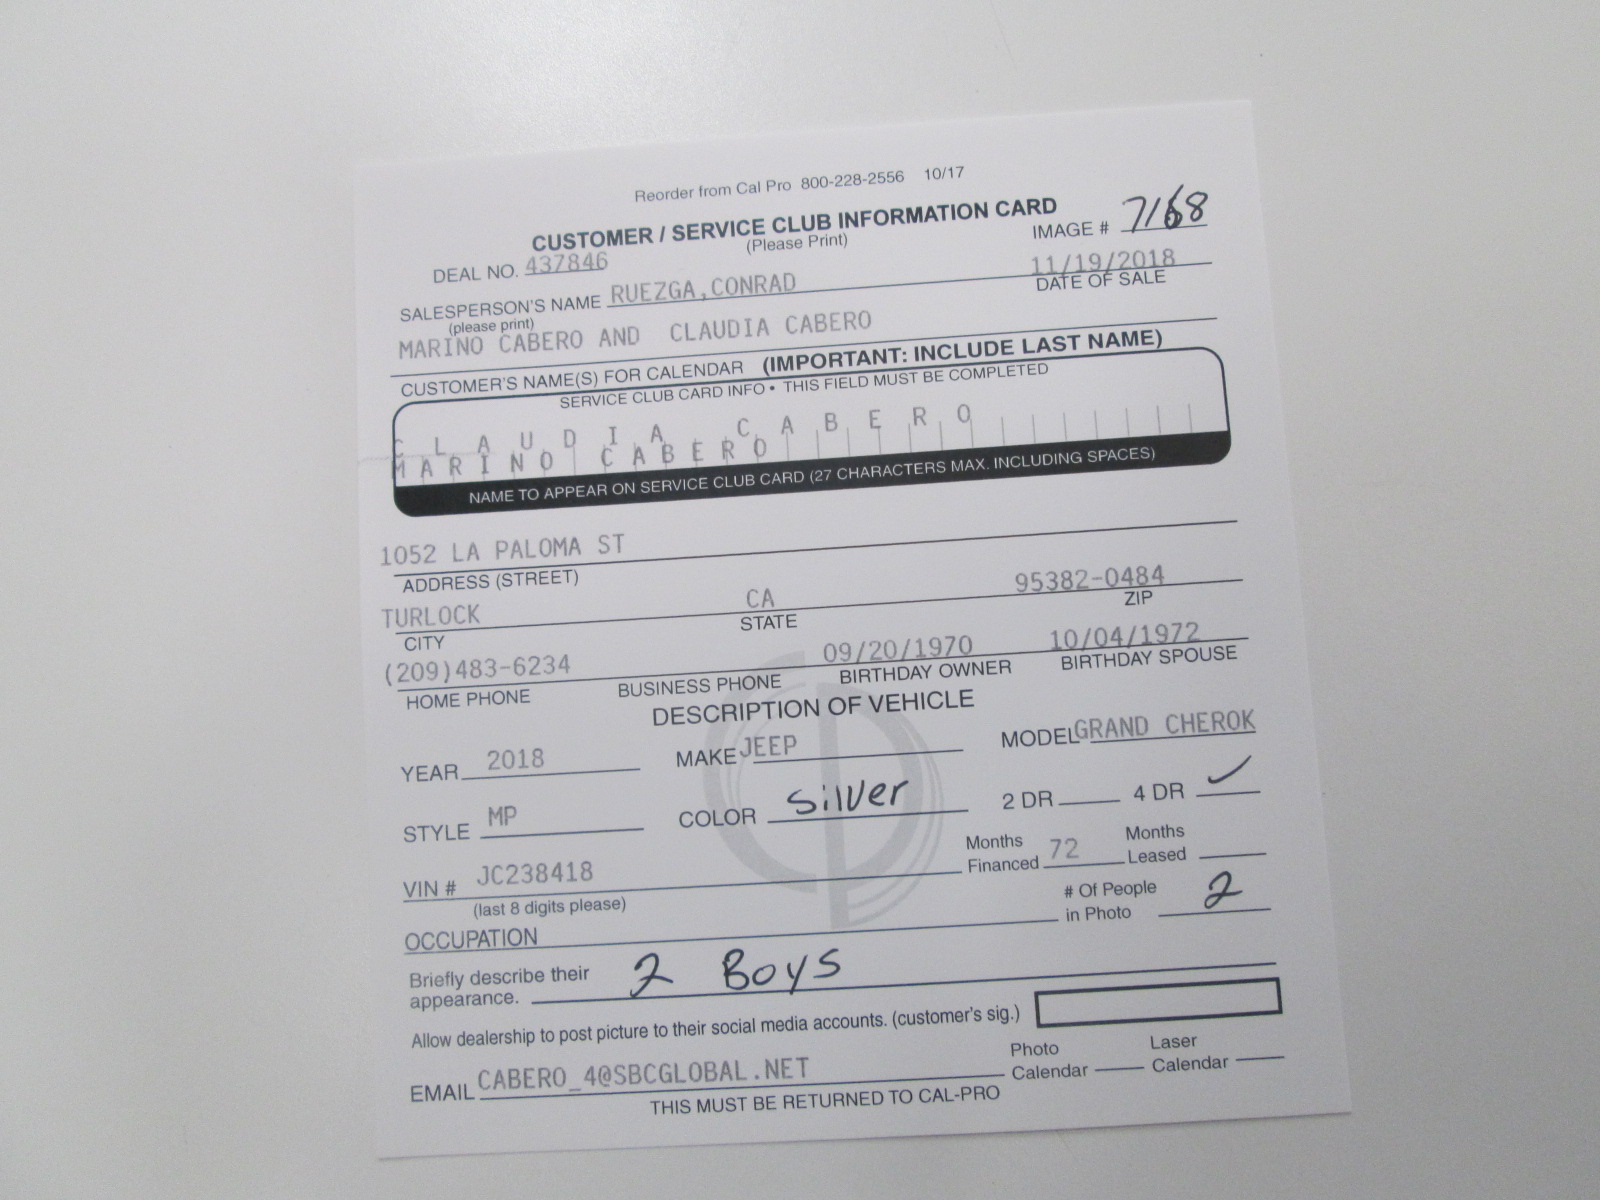 Reorder from Cal Pro 800-228-2556 10/17
CUSTOMER / SERVICE CLUB INFORMATION CARD
(Please Print)
IMAGE # 7168
DEAL NO. 437846
11/19/2018
DATE OF SALE
SALESPERSON'S NAME RUEZGA,CONRAD
(please print)
MARINO CABERO AND CLAUDIA CABERO
CUSTOMER'S NAME(S) FOR CALENDAR (IMPORTANT: INCLUDE LAST NAME)
SERVICE CLUB CARD INFO • THIS FIELD MUST BE COMPLETED
CLAUDIA CABERO
MARINO CABERO
NAME TO APPEAR ON SERVICE CLUB CARD (27 CHARACTERS MAX. INCLUDING SPACES)
1052 LA PALOMA ST
ADDRESS (STREET)
TURLOCK CA 95382-0484
CITY STATE ZIP
(209)483-6234 09/20/1970 10/04/1972
HOME PHONE BUSINESS PHONE BIRTHDAY OWNER BIRTHDAY SPOUSE
DESCRIPTION OF VEHICLE
YEAR 2018 MAKE JEEP MODEL GRAND CHEROK
STYLE MP COLOR Silver 2 DR 4 DR ✓
VIN # JC238418 Months Financed 72 Months Leased
(last 8 digits please)
OCCUPATION # Of People in Photo 2
Briefly describe their appearance. 2 Boys
Allow dealership to post picture to their social media accounts. (customer's sig.)
EMAIL CABERO_4@SBCGLOBAL.NET Photo Calendar Laser Calendar
THIS MUST BE RETURNED TO CAL-PRO